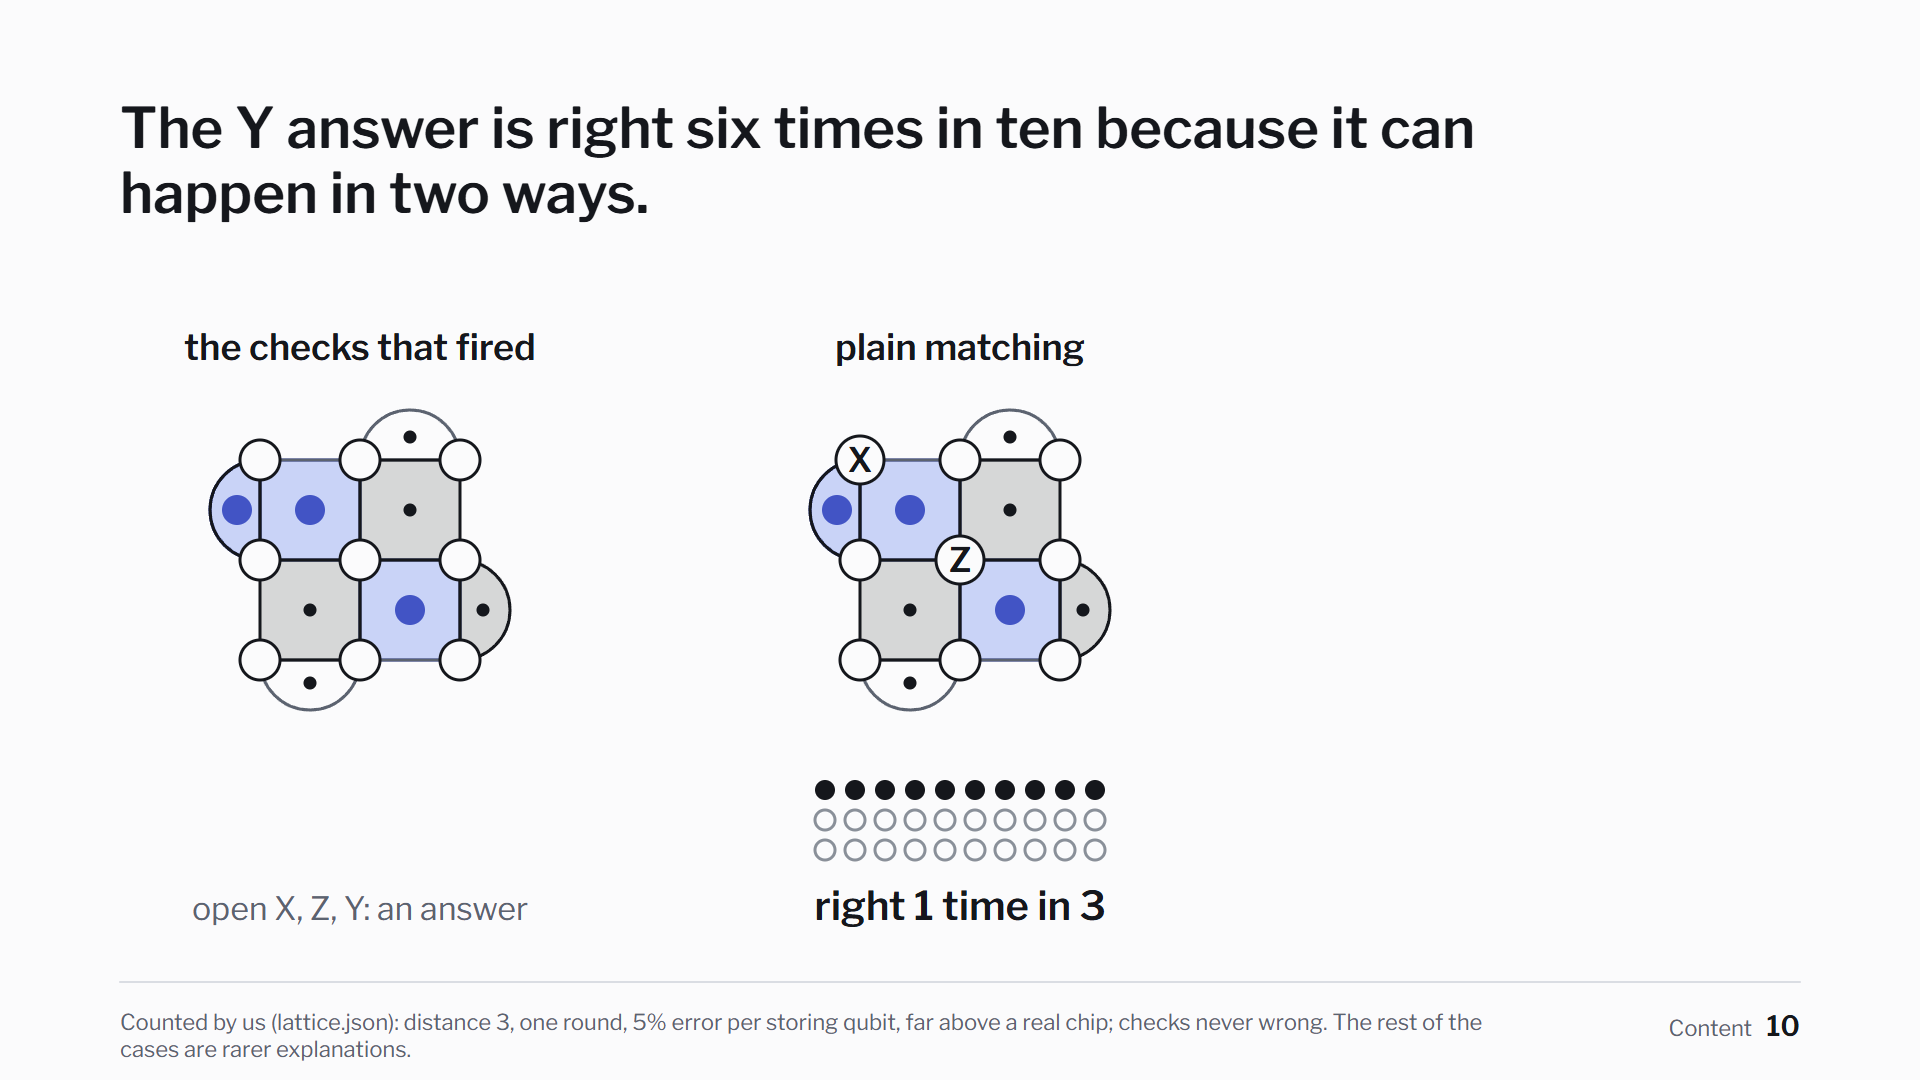 The Y answer is right six times in ten because it can
happen in two ways.
the checks that fired
plain matching
X
Z
open X, Z, Y: an answer
right 1 time in 3
Counted by us (lattice.json): distance 3, one round, 5% error per storing qubit, far above a real chip; checks never wrong. The rest of the
cases are rarer explanations.
Content 10